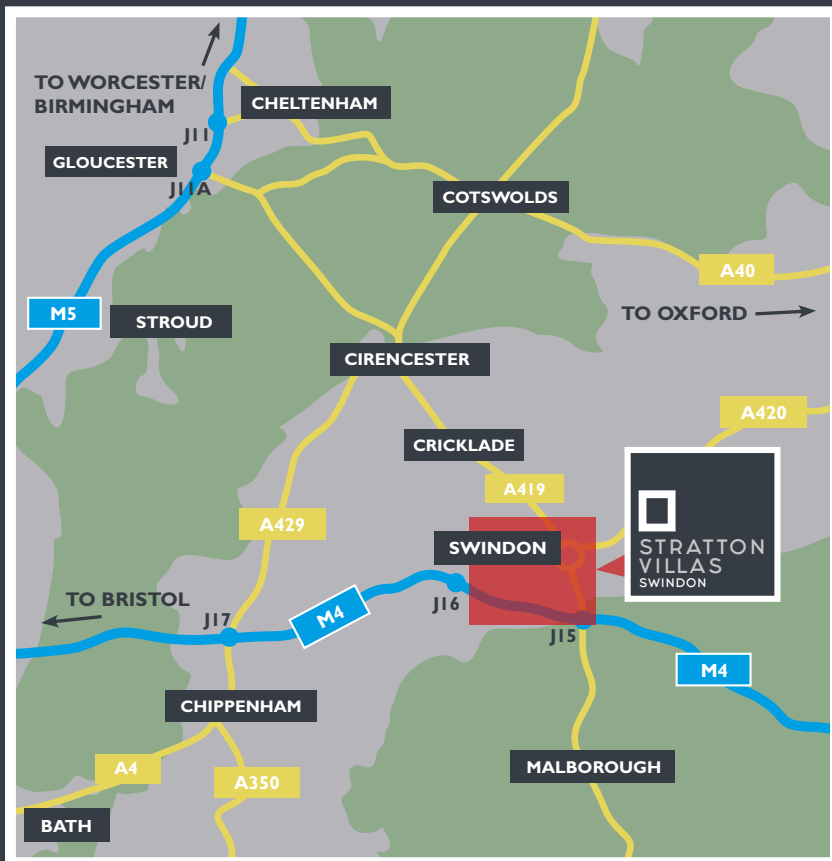 TO WORCESTER/
BIRMINGHAM
CHELTENHAM
J11
GLOUCESTER
J11A
COTSWOLDS
A40
M5
STROUD
TO OXFORD
CIRENCESTER
A420
CRICKLADE
A419
A429
SWINDON
STRATTON
VILLAS
SWINDON
TO BRISTOL
J17
M4
J16
J15
M4
CHIPPENHAM
A4
A350
MALBOROUGH
BATH